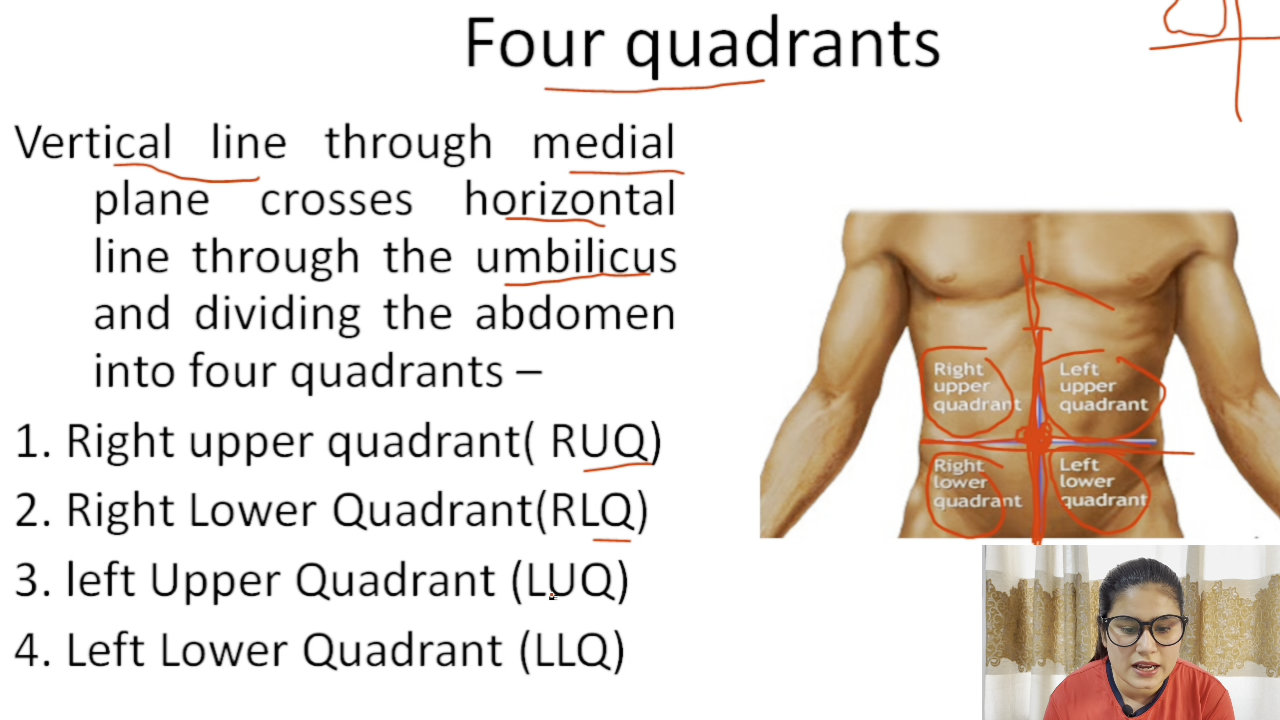 Four quadrants
Vertical line through medial
plane crosses horizontal
line through the umbilicus
and dividing the abdomen
into four quadrants –
1. Right upper quadrant( RUQ)
2. Right Lower Quadrant(RLQ)
3. left Upper Quadrant (LUQ)
4. Left Lower Quadrant (LLQ)
Right
upper
quadrant
Left
upper
quadrant
Right
lower
quadrant
Left
lower
quadrant